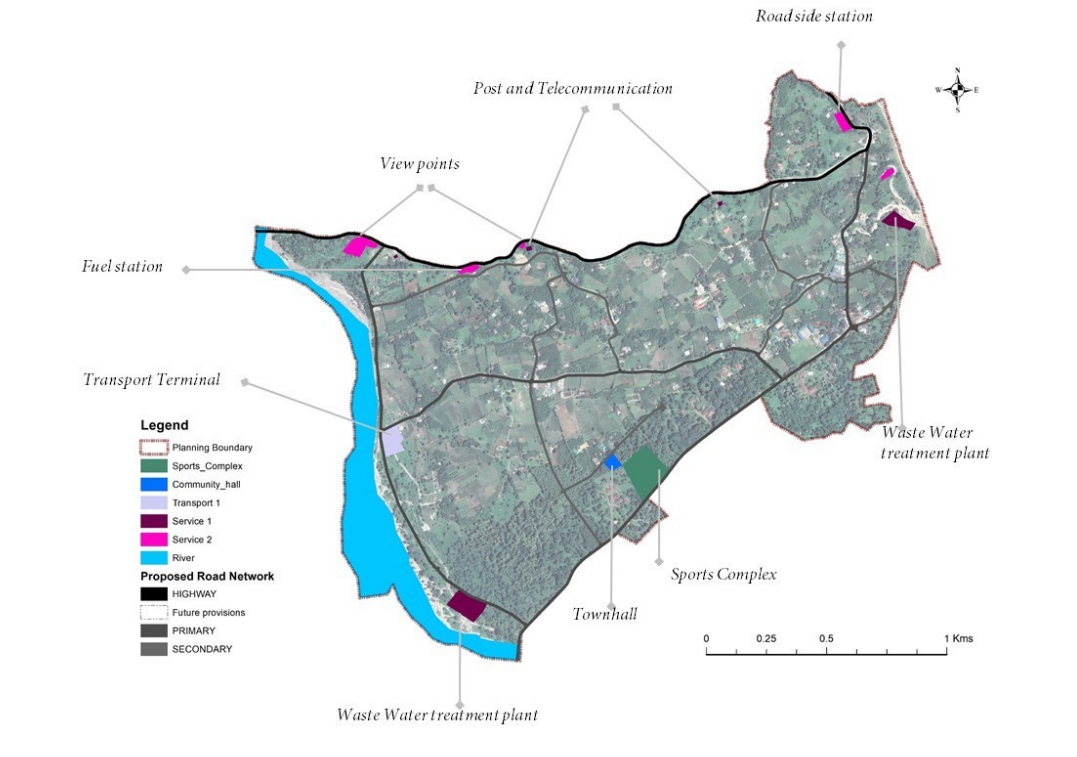 Road side station
N
W E
S
Post and Telecommunication
View points
Fuel station
Transport Terminal
Legend
Planning Boundary
Sports_Complex
Community_hall
Transport 1
Service 1
Service 2
River
Proposed Road Network
HIGHWAY
Future provisions
PRIMARY
SECONDARY
Waste Water
treatment plant
Sports Complex
Townhall
0 0.25 0.5 1 Kms
Waste Water treatment plant